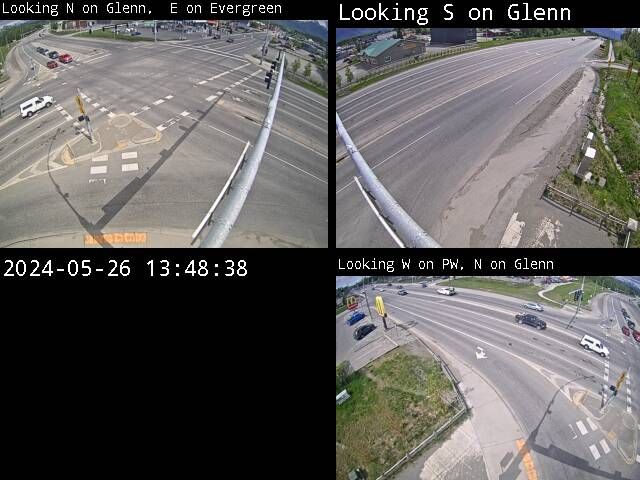 Looking N on Glenn, E on Evergreen
Looking S on Glenn
2024-05-26 13:48:38
Looking W on PW, N on Glenn